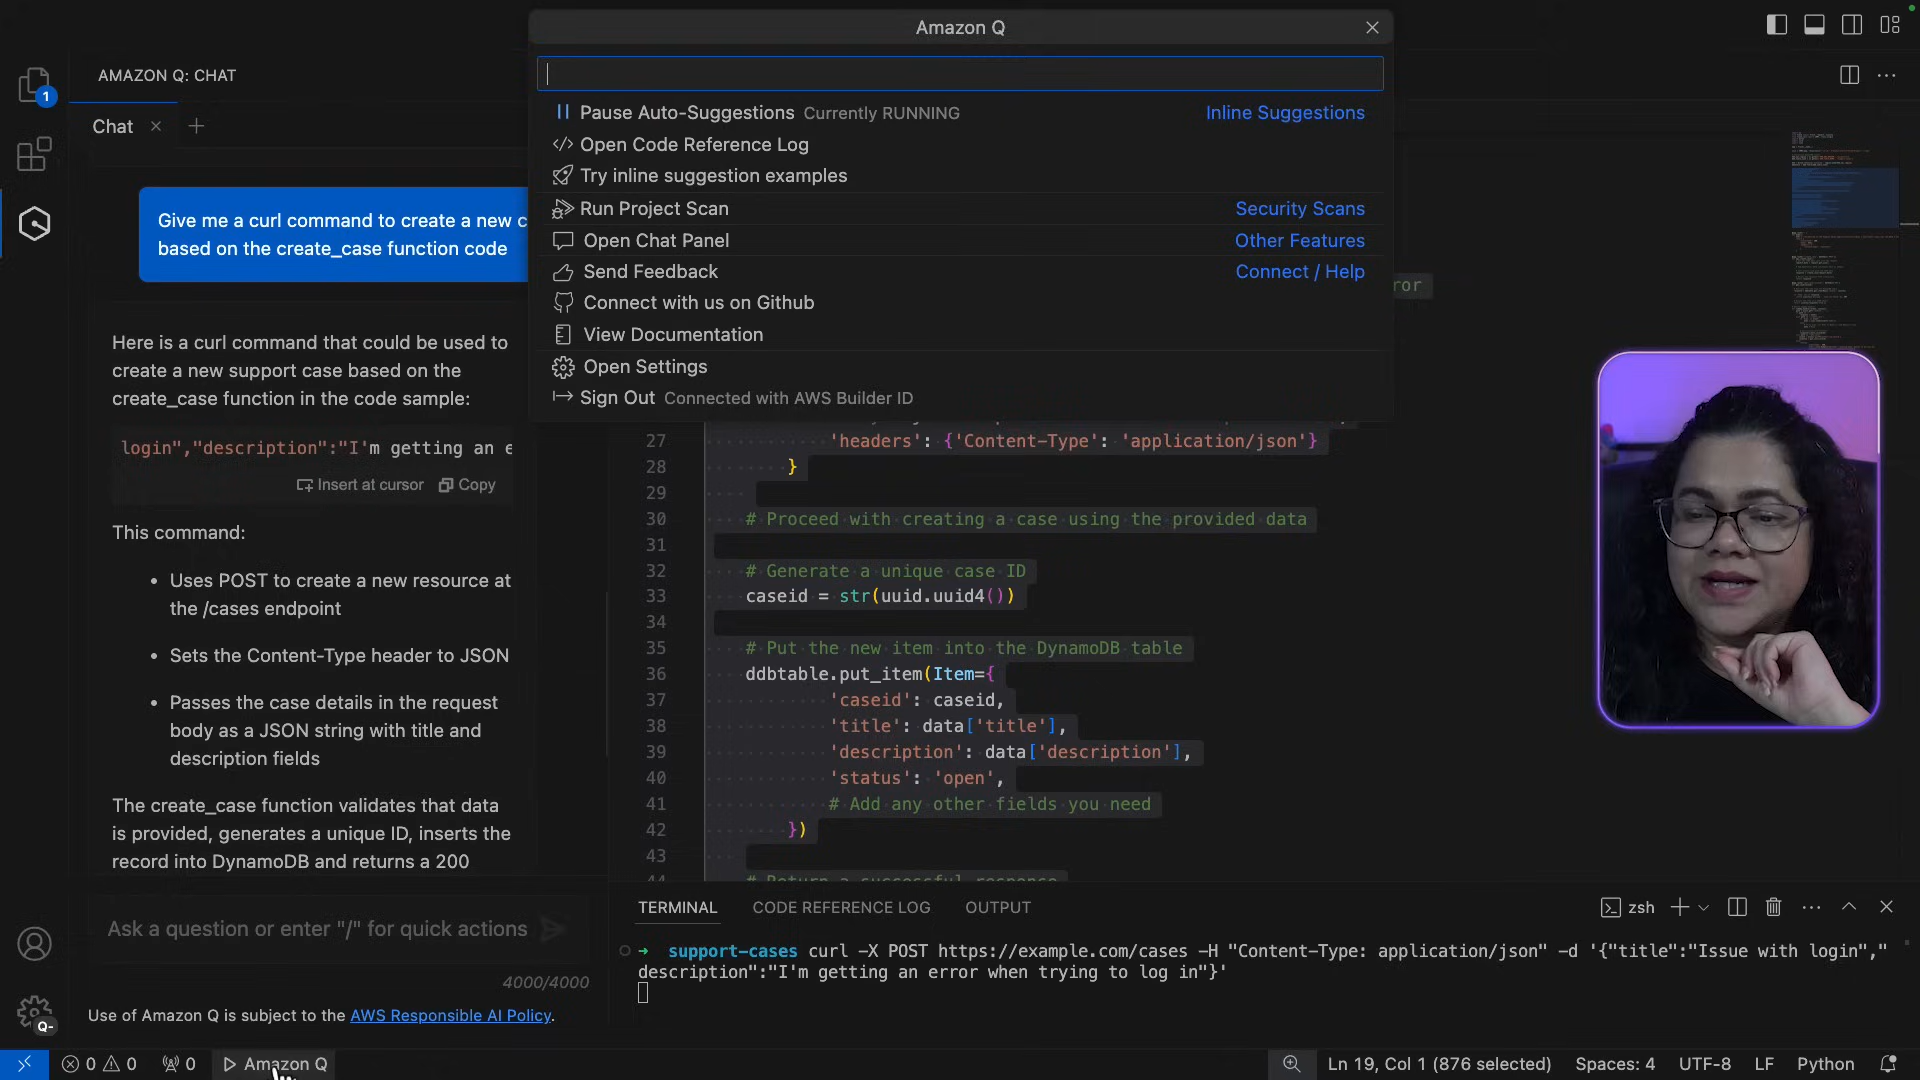 Amazon Q
AMAZON Q: CHAT
1
Chat
Pause Auto-Suggestions Currently RUNNING Inline Suggestions
Open Code Reference Log
Try inline suggestion examples
Run Project Scan Security Scans
Open Chat Panel Other Features
Send Feedback Connect / Help
Connect with us on Github
View Documentation
Open Settings
Sign Out Connected with AWS Builder ID
Give me a curl command to create a new c
based on the create_case function code
Here is a curl command that could be used to
create a new support case based on the
create_case function in the code sample:
login","description":"I'm getting an e
Insert at cursor Copy
This command:
• Uses POST to create a new resource at
the /cases endpoint
• Sets the Content-Type header to JSON
• Passes the case details in the request
body as a JSON string with title and
description fields
The create_case function validates that data
is provided, generates a unique ID, inserts the
record into DynamoDB and returns a 200
Ask a question or enter "/" for quick actions
4000/4000
Use of Amazon Q is subject to the AWS Responsible AI Policy.
ror
27 'headers': {'Content-Type': 'application/json'}
28 }
29
30 # Proceed with creating a case using the provided data
31
32 # Generate a unique case ID
33 caseid = str(uuid.uuid4())
34
35 # Put the new item into the DynamoDB table
36 ddbtable.put_item(Item={
37 'caseid': caseid,
38 'title': data['title'],
39 'description': data['description'],
40 'status': 'open',
41 # Add any other fields you need
42 })
43
44 # Return a successful response
TERMINAL CODE REFERENCE LOG OUTPUT
zsh
➜ support-cases curl -X POST https://example.com/cases -H "Content-Type: application/json" -d '{"title":"Issue with login","
description":"I'm getting an error when trying to log in"}'
Q-
0 0 0 Amazon Q
Ln 19, Col 1 (876 selected) Spaces: 4 UTF-8 LF Python